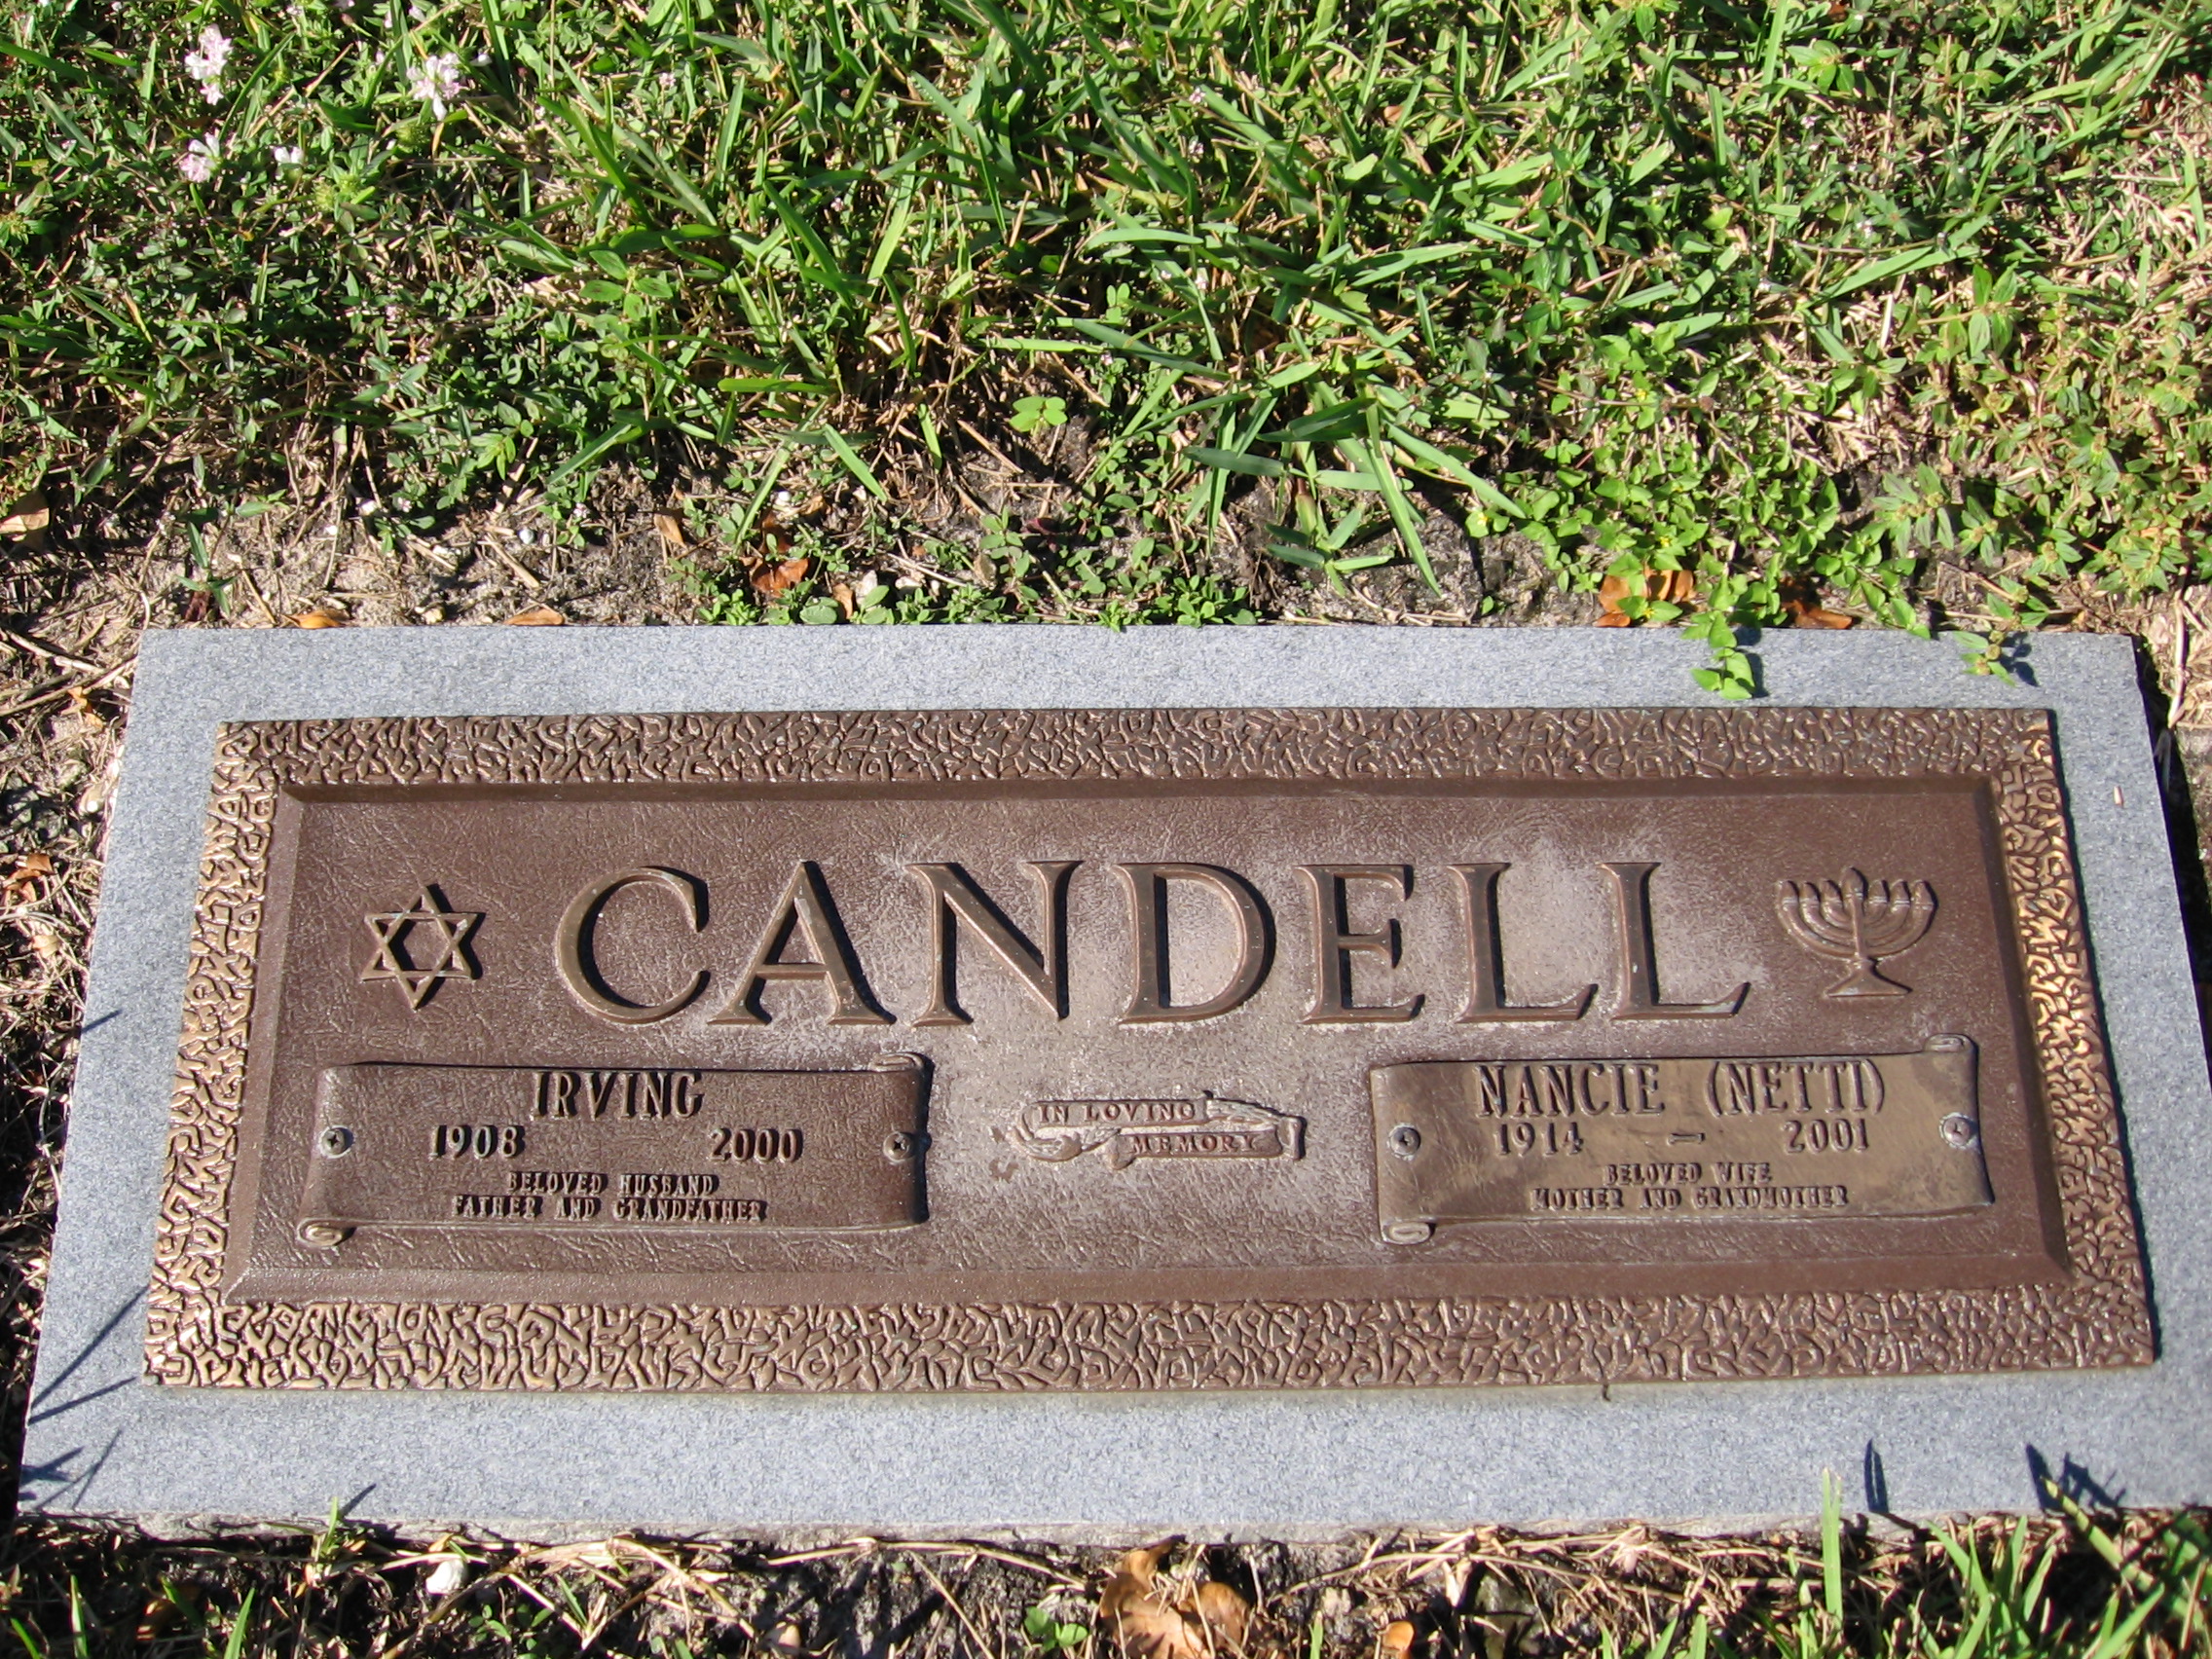 CANDELL
IRVING
1908 2000
BELOVED HUSBAND
FATHER AND GRANDFATHER
IN LOVING
MEMORY
NANCIE (NETTI)
1914 - 2001
BELOVED WIFE
MOTHER AND GRANDMOTHER